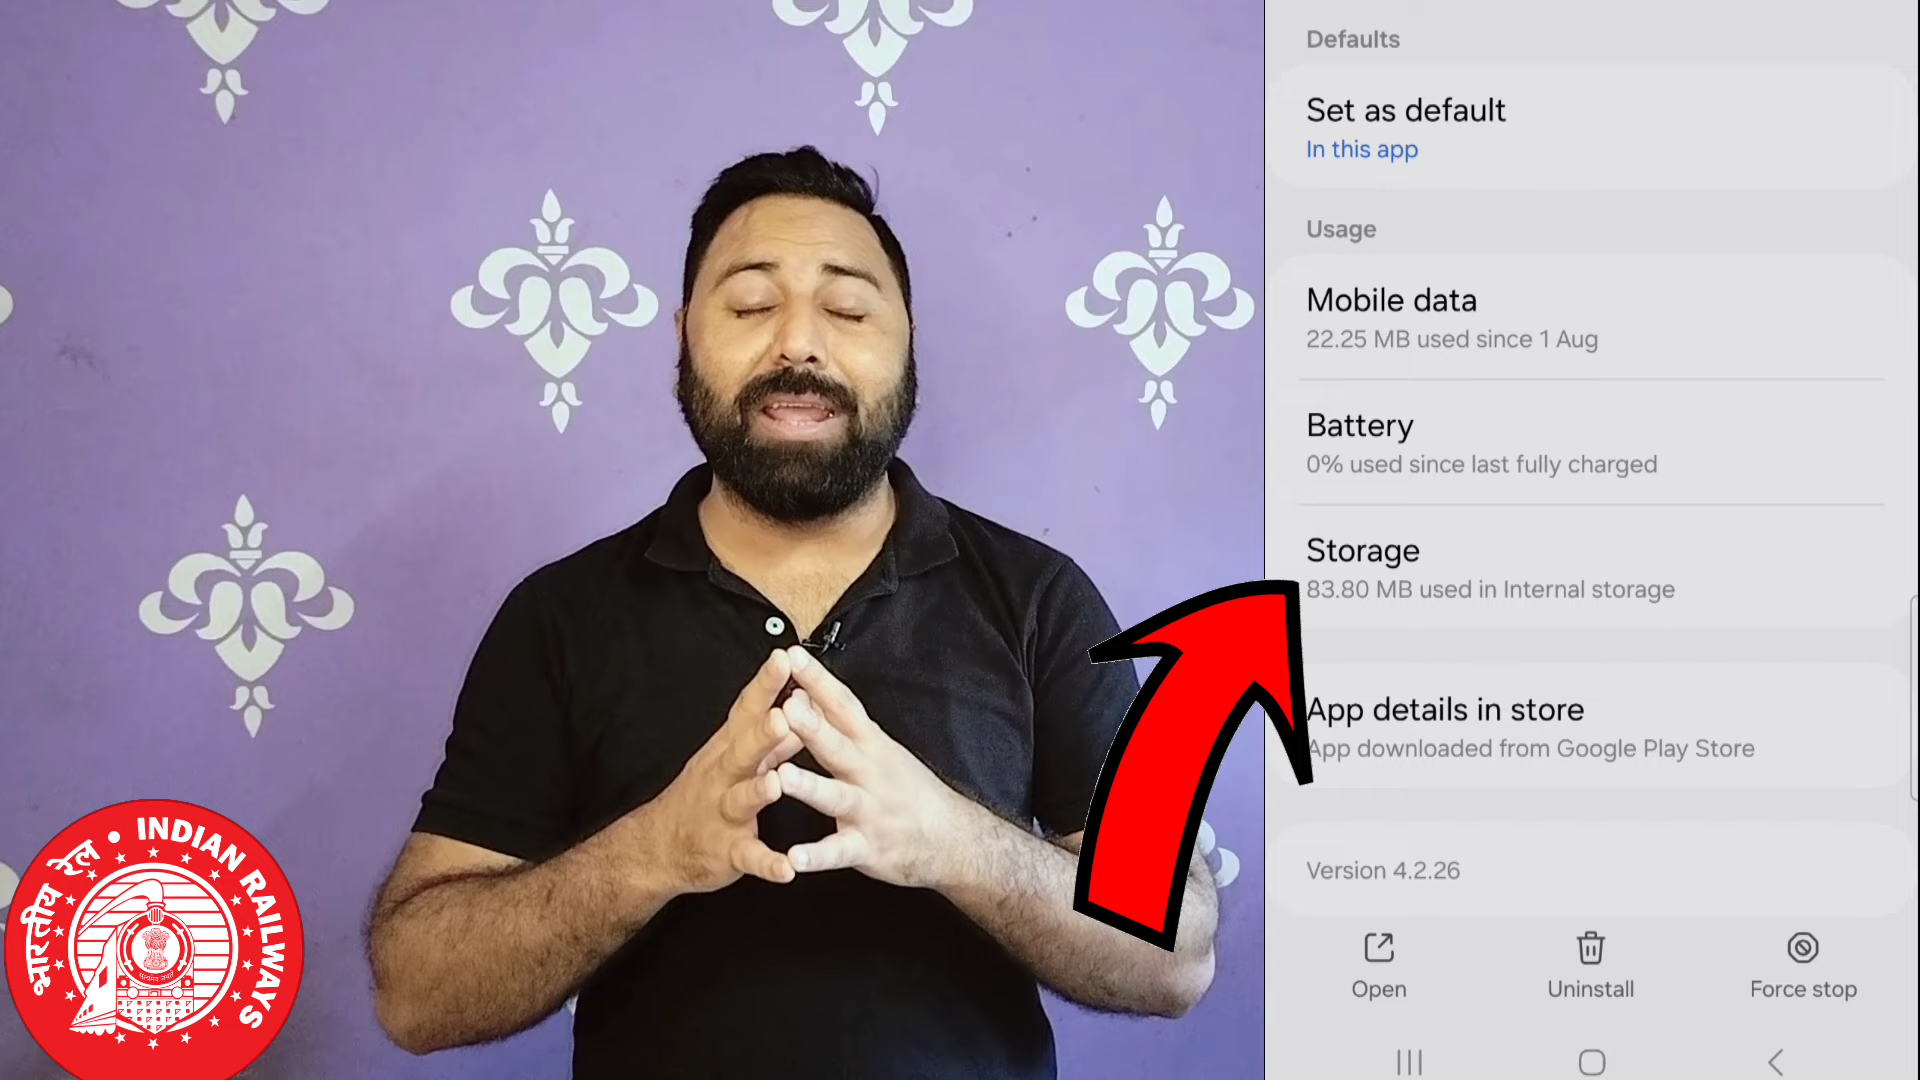 Defaults
Set as default
In this app
Usage
Mobile data
22.25 MB used since 1 Aug
Battery
0% used since last fully charged
Storage
83.80 MB used in Internal storage
App details in store
App downloaded from Google Play Store
Version 4.2.26
Open
Uninstall
Force stop
भारतीय रेल • INDIAN RAILWAYS